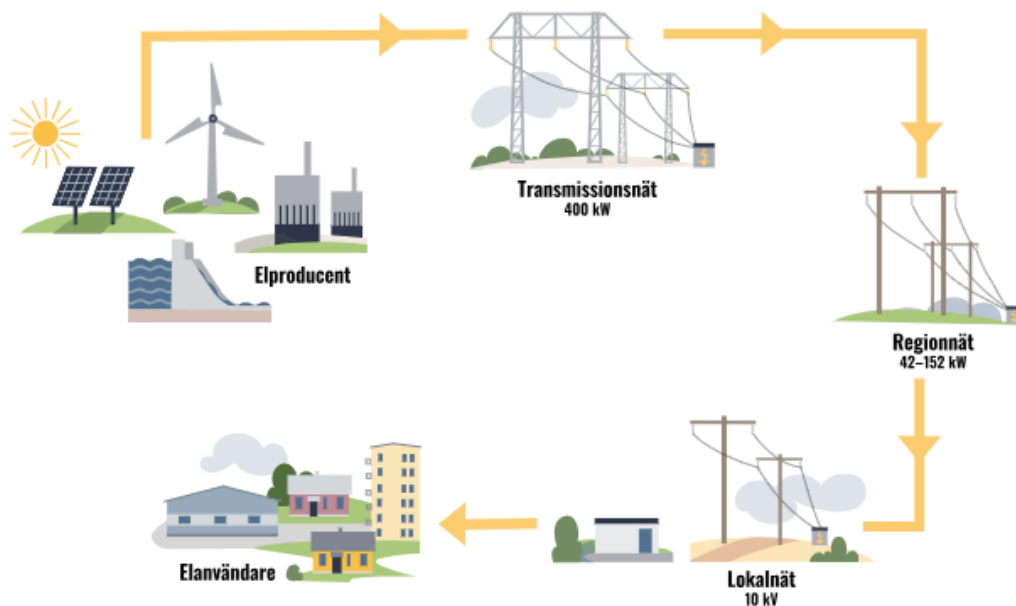 Elproducent
Transmissionsnät
400 kW
Regionnät
42–152 kW
Lokalnät
10 kV
Elanvändare